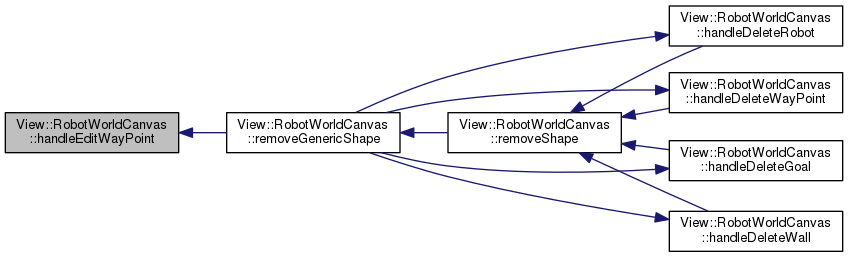 View::RobotWorldCanvas
::handleEditWayPoint
View::RobotWorldCanvas
::removeGenericShape
View::RobotWorldCanvas
::removeShape
View::RobotWorldCanvas
::handleDeleteRobot
View::RobotWorldCanvas
::handleDeleteWayPoint
View::RobotWorldCanvas
::handleDeleteGoal
View::RobotWorldCanvas
::handleDeleteWall